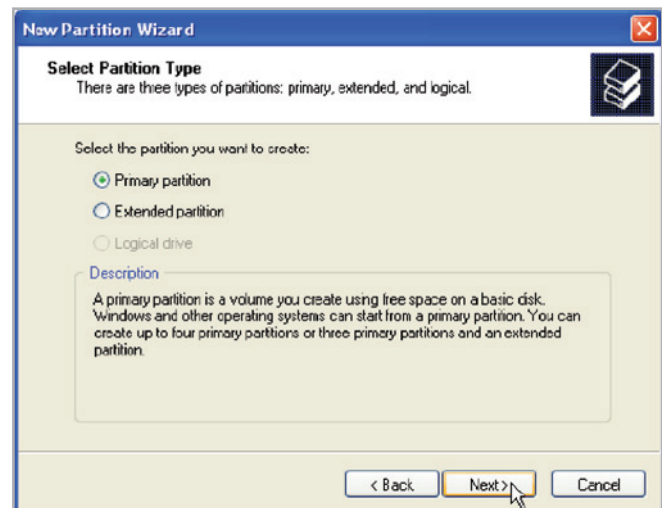 New Partition Wizard
Select Partition Type
There are three types of partitions: primary, extended, and logical.
Select the partition you want to create:
Primary partition
Extended partition
Logical drive
Description
A primary partition is a volume you create using free space on a basic disk.
Windows and other operating systems can start from a primary partition. You can
create up to four primary partitions or three primary partitions and an extended
partition.
< Back
Next >
Cancel